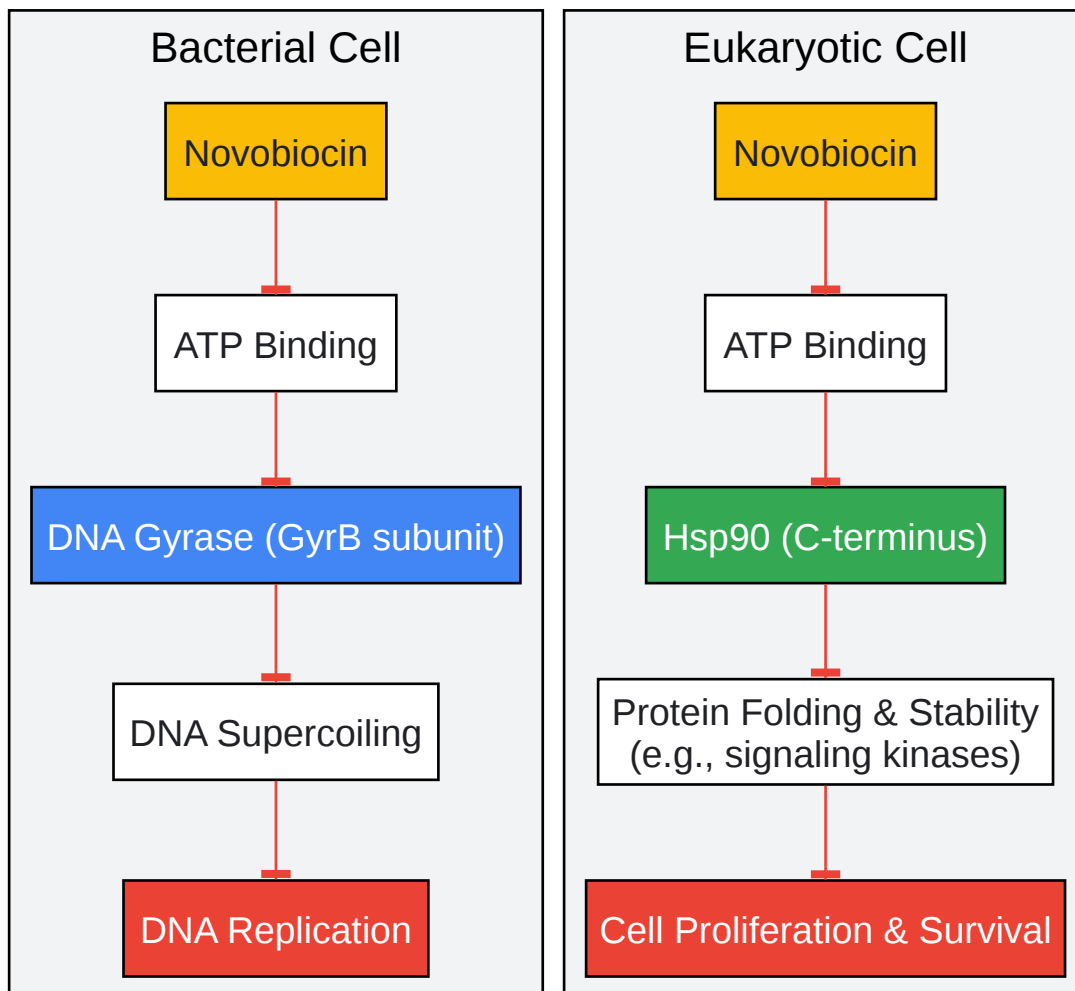 Bacterial Cell
Novobiocin
ATP Binding
DNA Gyrase (GyrB subunit)
DNA Supercoiling
DNA Replication
Eukaryotic Cell
Novobiocin
ATP Binding
Hsp90 (C-terminus)
Protein Folding & Stability
(e.g., signaling kinases)
Cell Proliferation & Survival